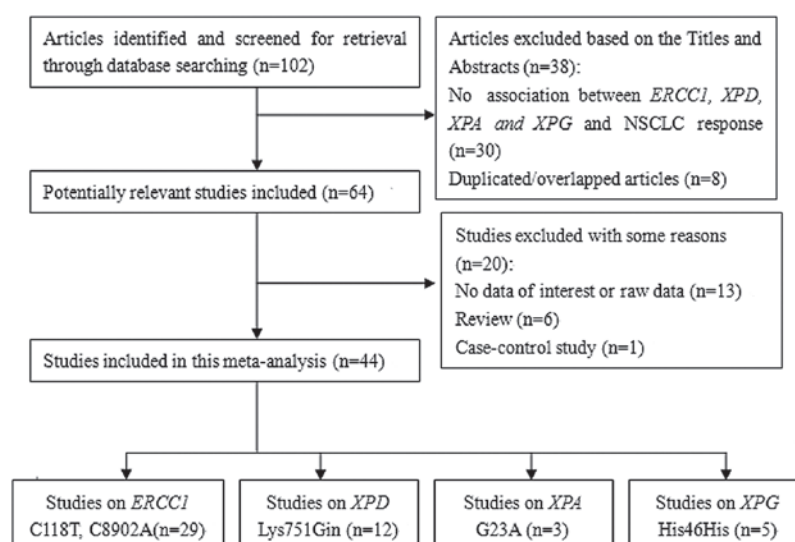 Articles identified and screened for retrieval
through database searching (n=102)
Articles excluded based on the Titles and
Abstracts (n=38):
No association between ERCC1, XPD,
XPA and XPG and NSCLC response
(n=30)
Duplicated/overlapped articles (n=8)
Potentially relevant studies included (n=64)
Studies excluded with some reasons
(n=20):
No data of interest or raw data (n=13)
Review (n=6)
Case-control study (n=1)
Studies included in this meta-analysis (n=44)
Studies on ERCC1
C118T, C8902A(n=29)
Studies on XPD
Lys751Gin (n=12)
Studies on XPA
G23A (n=3)
Studies on XPG
His46His (n=5)